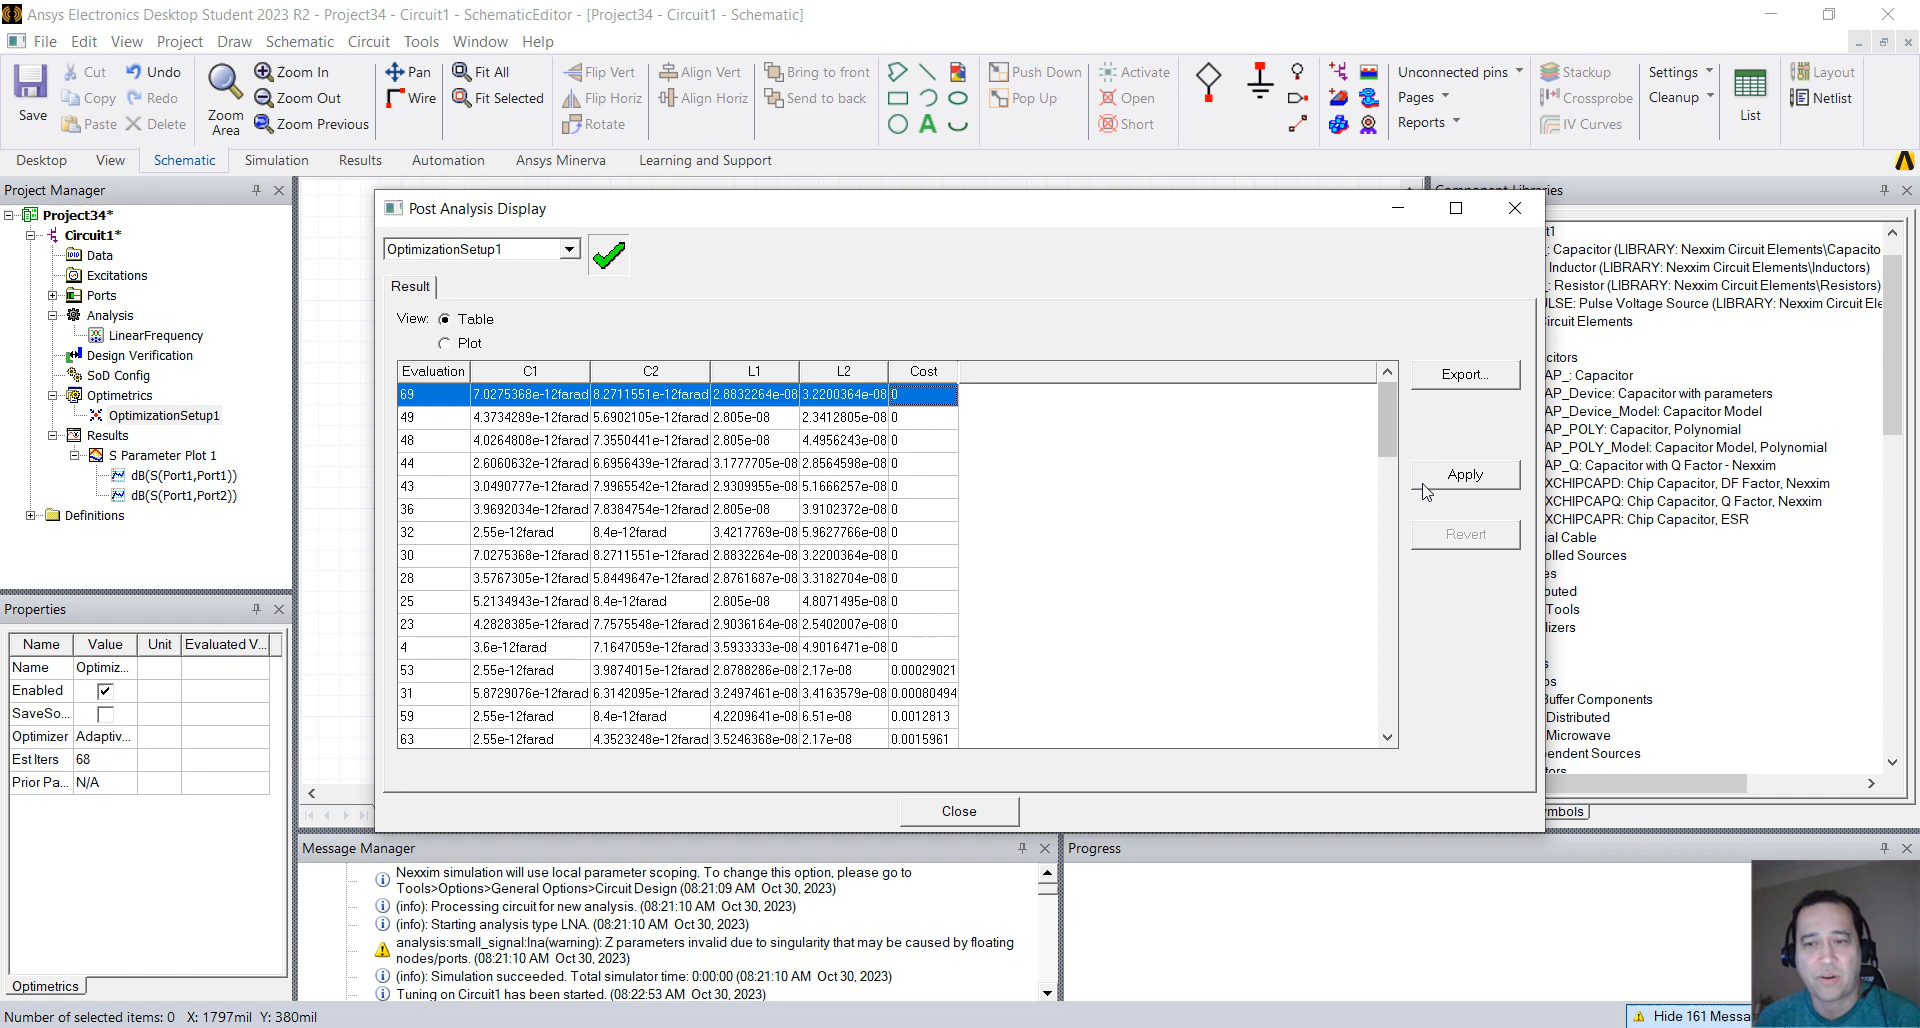 Ansys Electronics Desktop Student 2023 R2 - Project34 - Circuit1 - SchematicEditor - [Project34 - Circuit1 - Schematic]
File Edit View Project Draw Schematic Circuit Tools Window Help
Save
Cut
Copy
Paste
Undo
Redo
Delete
Zoom
Area
Zoom In
Zoom Out
Zoom Previous
Pan
Wire
Fit All
Fit Selected
Flip Vert
Flip Horiz
Rotate
Align Vert
Align Horiz
Bring to front
Send to back
Push Down
Pop Up
Activate
Open
Short
Unconnected pins
Pages
Reports
Stackup
Crossprobe
IV Curves
Settings
Cleanup
List
Layout
Netlist
Desktop View Schematic Simulation Results Automation Ansys Minerva Learning and Support
Project Manager
Project34*
Circuit1*
Data
Excitations
Ports
Analysis
LinearFrequency
Design Verification
SoD Config
Optimetrics
OptimizationSetup1
Results
S Parameter Plot 1
dB(S(Port1,Port1))
dB(S(Port1,Port2))
Definitions
Properties
Name Value Unit Evaluated V...
Name Optimiz...
Enabled
SaveSo...
Optimizer Adaptiv...
Est Iters 68
Prior Pa... N/A
Optimetrics
Post Analysis Display
OptimizationSetup1
Result
View: Table
Plot
Evaluation C1 C2 L1 L2 Cost
69 7.0275368e-12farad 8.2711551e-12farad 2.8832264e-08 3.2200364e-08 0
49 4.3734289e-12farad 5.6902105e-12farad 2.805e-08 2.3412805e-08 0
48 4.0264808e-12farad 7.3550441e-12farad 2.805e-08 4.4956243e-08 0
44 2.6060632e-12farad 6.6956439e-12farad 3.1777705e-08 2.8564598e-08 0
43 3.0490777e-12farad 7.9965542e-12farad 2.9309955e-08 5.1666257e-08 0
36 3.9692034e-12farad 7.8384754e-12farad 2.805e-08 3.9102372e-08 0
32 2.55e-12farad 8.4e-12farad 3.4217769e-08 5.9627766e-08 0
30 7.0275368e-12farad 8.2711551e-12farad 2.8832264e-08 3.2200364e-08 0
28 3.5767305e-12farad 5.8449647e-12farad 2.8761687e-08 3.3182704e-08 0
25 5.2134943e-12farad 8.4e-12farad 2.805e-08 4.8071495e-08 0
23 4.2828385e-12farad 7.7575548e-12farad 2.9036164e-08 2.5402007e-08 0
4 3.6e-12farad 7.1647059e-12farad 3.5933333e-08 4.9016471e-08 0
53 2.55e-12farad 3.9874015e-12farad 2.8788286e-08 2.17e-08 0.00029021
31 5.8729076e-12farad 6.3142095e-12farad 3.2497461e-08 3.4163579e-08 0.00080494
59 2.55e-12farad 8.4e-12farad 4.2209641e-08 6.51e-08 0.0012813
63 2.55e-12farad 4.3523248e-12farad 3.5246368e-08 2.17e-08 0.0015961
Export...
Apply
Revert
Close
Capacitor (LIBRARY: Nexxim Circuit Elements\Capacito
Inductor (LIBRARY: Nexxim Circuit Elements\Inductors)
Resistor (LIBRARY: Nexxim Circuit Elements\Resistors)
JLSE: Pulse Voltage Source (LIBRARY: Nexxim Circuit Ele
ircuit Elements
citors
AP_: Capacitor
AP_Device: Capacitor with parameters
AP_Device_Model: Capacitor Model
AP_POLY: Capacitor, Polynomial
AP_POLY_Model: Capacitor Model, Polynomial
AP_Q: Capacitor with Q Factor - Nexxim
XCHIPCAPD: Chip Capacitor, DF Factor, Nexxim
XCHIPCAPQ: Chip Capacitor, Q Factor, Nexxim
XCHIPCAPR: Chip Capacitor, ESR
ial Cable
olled Sources
es
buted
Tools
lizers
s
ps
Buffer Components
Distributed
Microwave
endent Sources
mbols
Message Manager
Nexxim simulation will use local parameter scoping. To change this option, please go to
Tools>Options>General Options>Circuit Design (08:21:09 AM Oct 30, 2023)
(info): Processing circuit for new analysis. (08:21:10 AM Oct 30, 2023)
(info): Starting analysis type LNA. (08:21:10 AM Oct 30, 2023)
analysis:small_signal:lna(warning): Z parameters invalid due to singularity that may be caused by floating
nodes/ports. (08:21:10 AM Oct 30, 2023)
(info): Simulation succeeded. Total simulator time: 0:00:00 (08:21:10 AM Oct 30, 2023)
Tuning on Circuit1 has been started. (08:22:53 AM Oct 30, 2023)
Progress
Number of selected items: 0 X: 1797mil Y: 380mil
Hide 161 Messa